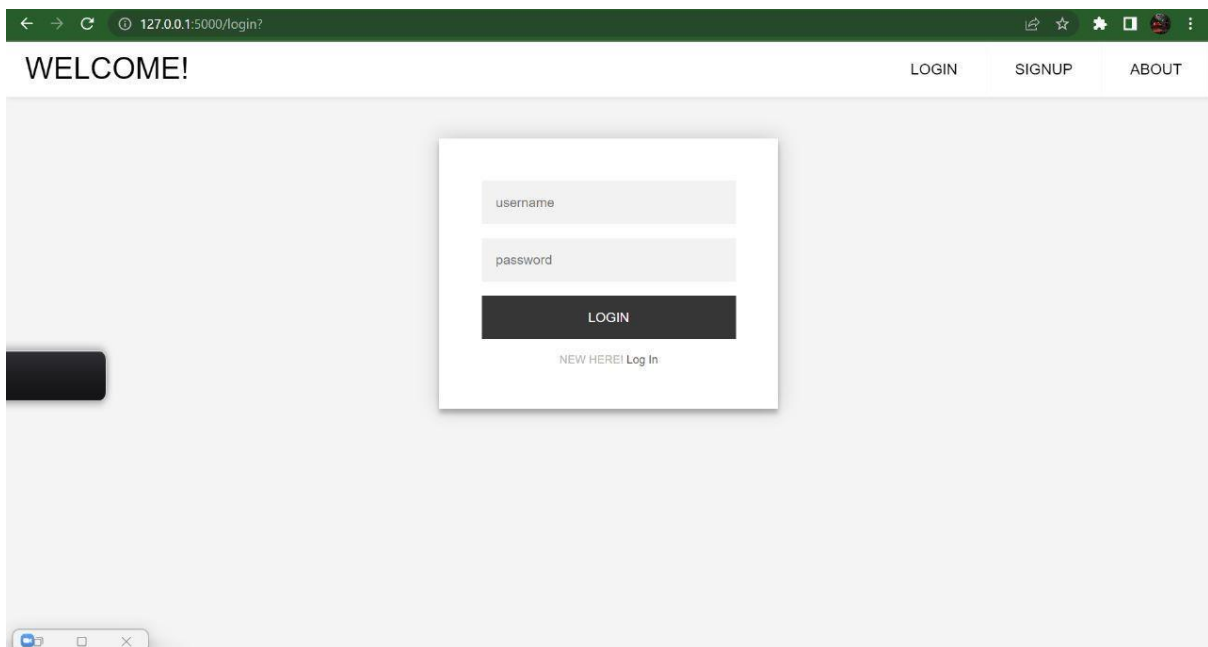 127.0.0.1:5000/login?
WELCOME!
LOGIN
SIGNUP
ABOUT
username
password
LOGIN
NEW HERE! Log In